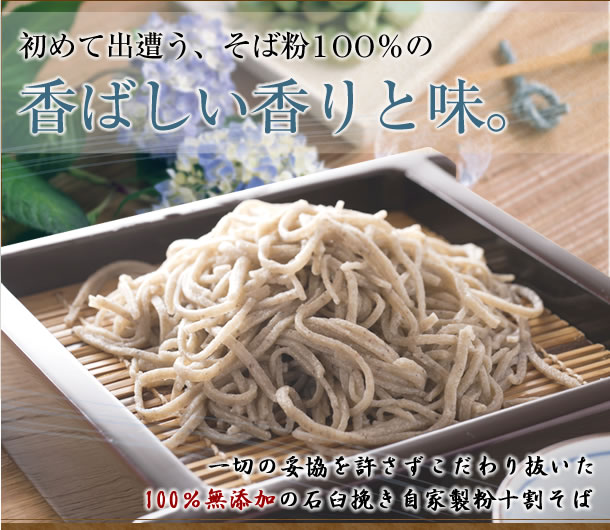 初めて出遭う、そば粉100%の
香ばしい香りと味。
一切の妥協を許さずこだわり抜いた
100%無添加の石臼挽き自家製粉十割そば